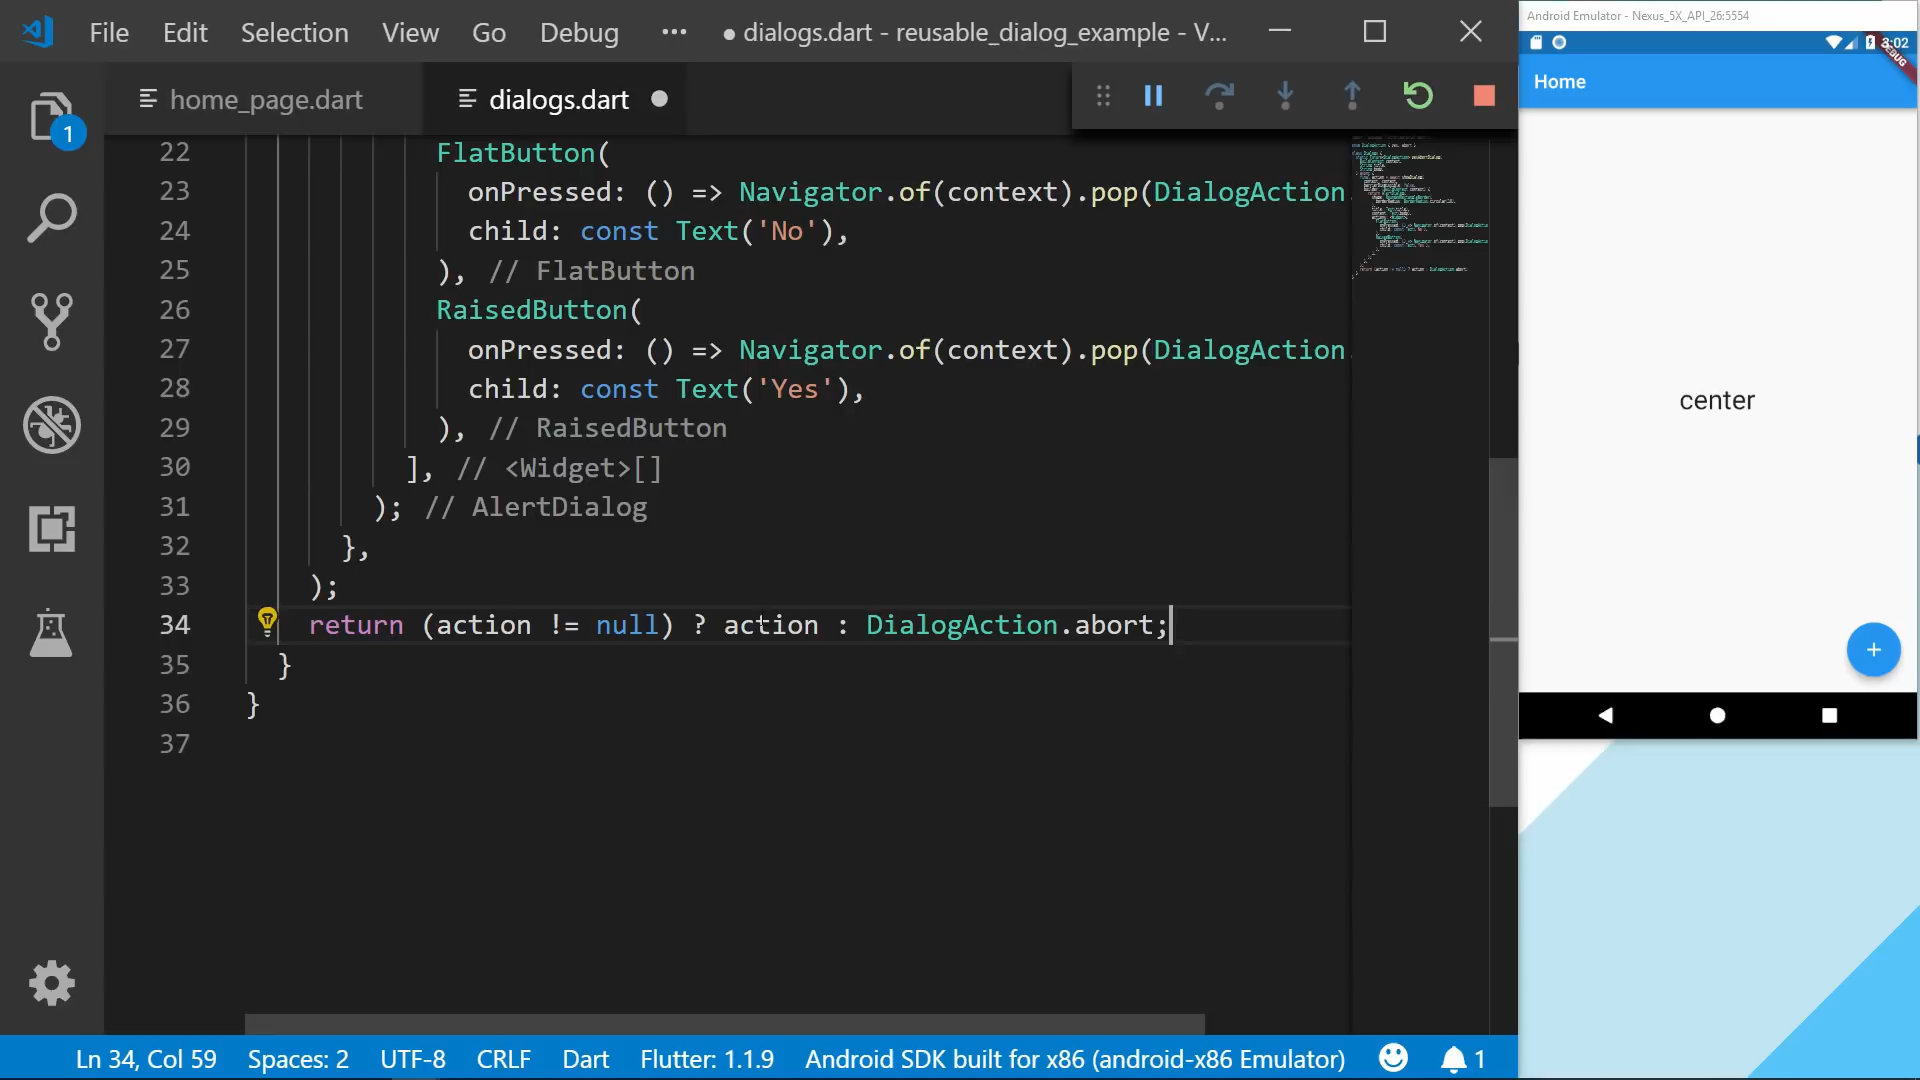 File Edit Selection View Go Debug ••• ● dialogs.dart - reusable_dialog_example - V...
home_page.dart dialogs.dart
22 FlatButton(
23 onPressed: () => Navigator.of(context).pop(DialogAction.
24 child: const Text('No'),
25 ), // FlatButton
26 RaisedButton(
27 onPressed: () => Navigator.of(context).pop(DialogAction.
28 child: const Text('Yes'),
29 ), // RaisedButton
30 ], // <Widget>[]
31 ); // AlertDialog
32 },
33 );
34 return (action != null) ? action : DialogAction.abort;
35 }
36 }
37
1
Ln 34, Col 59 Spaces: 2 UTF-8 CRLF Dart Flutter: 1.1.9 Android SDK built for x86 (android-x86 Emulator) 1
Android Emulator - Nexus_5X_API_26:5554
3:02
DEBUG
Home
center
+